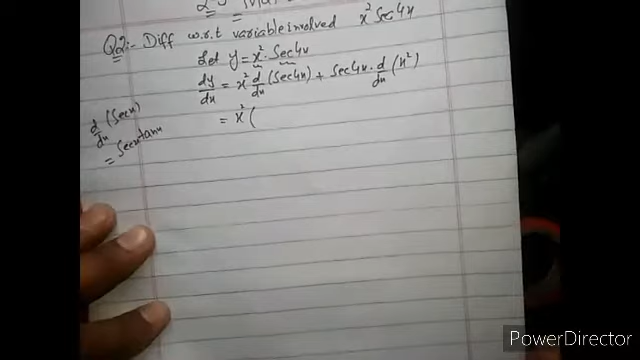 Q2:- Diff w.r.t variable involved x² Sec4x
Let y = x² · Sec4x
dy/dx = x² d/dx (Sec4x) + Sec4x · d/dx (x²)
= x² (
d/dx (Secx)
= Secx tanx
PowerDirector